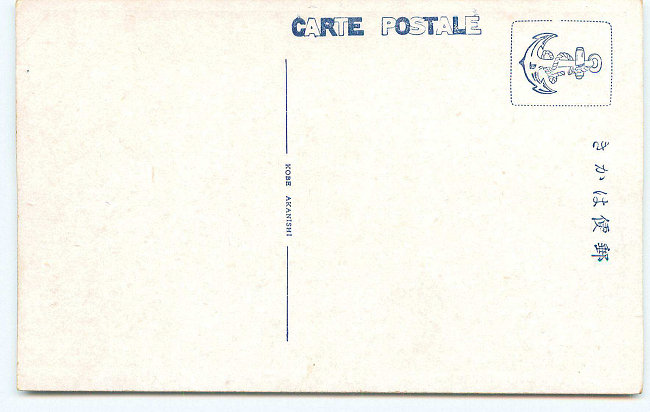 CARTE POSTALE
KOBE AKANISHI
きかは便郵